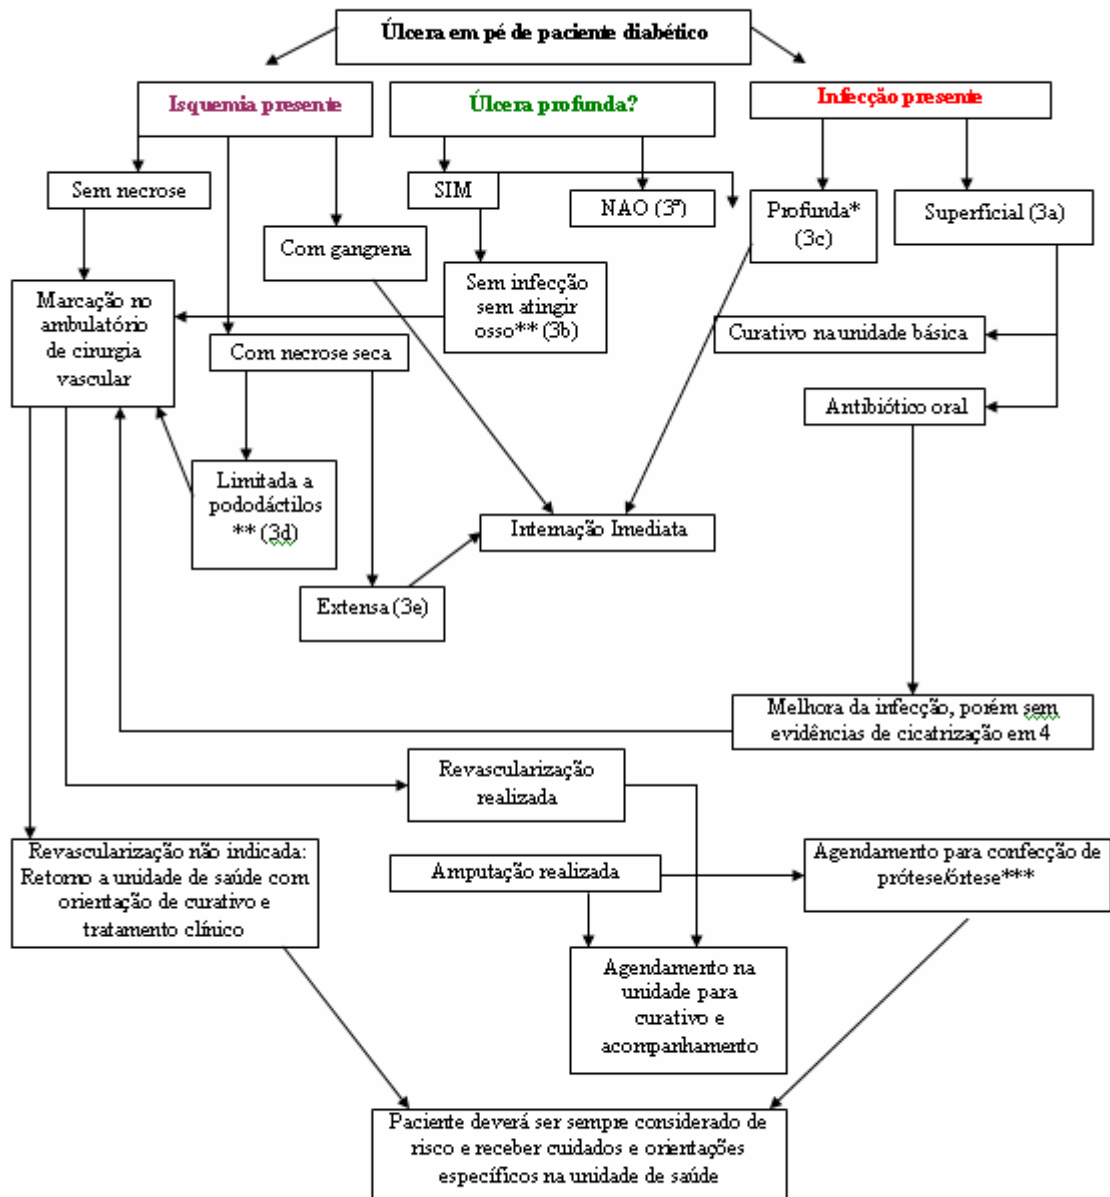 Úlcera em pé de paciente diabético
Isquemia presente
Úlcera profunda?
Infecção presente
Sem necrose
SIM
NAO (3ª)
Profunda*
(3c)
Superficial (3a)
Com gangrena
Marcação no
ambulatório
de cirurgia
vascular
Sem infecção
sem atingir
osso** (3b)
Curativo na unidade básica
Com necrose seca
Antibiótico oral
Limitada a
pododáctilos
** (3d)
Internação Imediata
Extensa (3e)
Melhora da infecção, porém sem
evidências de cicatrização em 4
Revascularização
realizada
Revascularização não indicada:
Retorno a unidade de saúde com
orientação de curativo e
tratamento clínico
Amputação realizada
Agendamento para confecção de
prótese/órtese***
Agendamento na
unidade para
curativo e
acompanhamento
Paciente deverá ser sempre considerado de
risco e receber cuidados e orientações
específicos na unidade de saúde